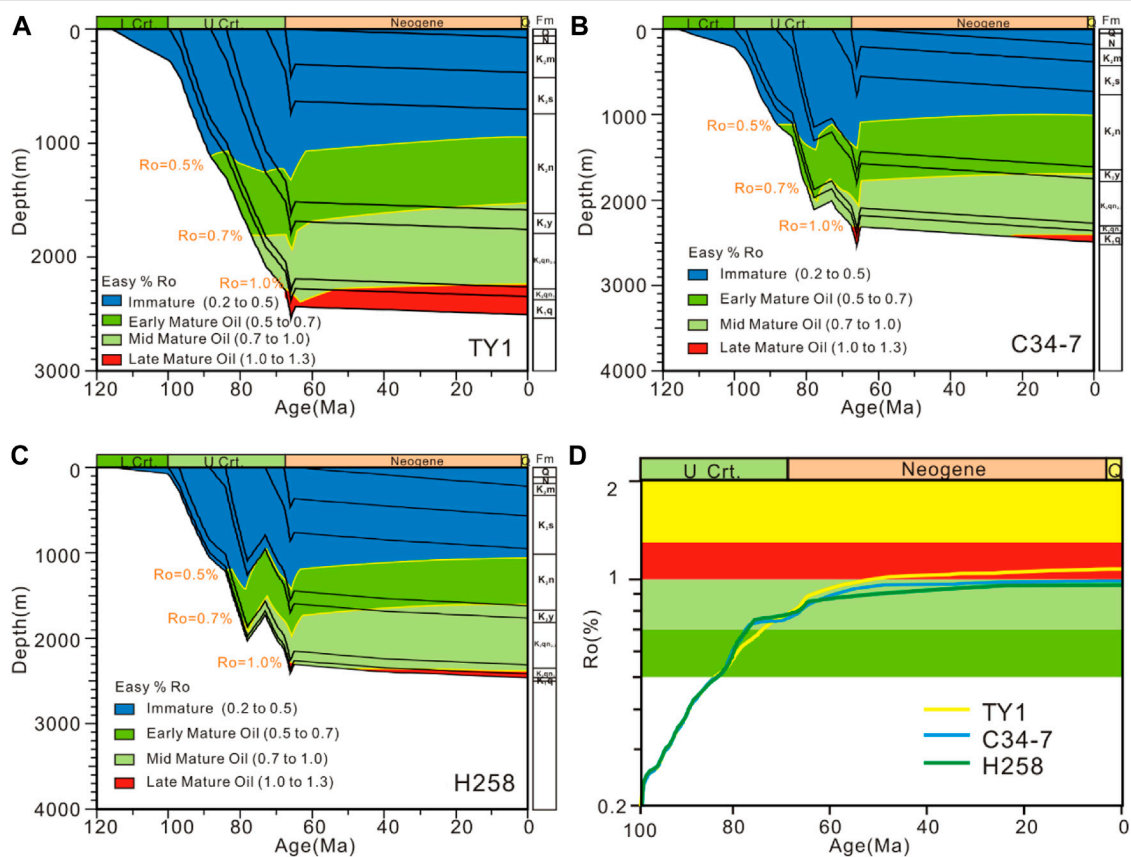 A
L Crt.
U Crt.
Neogene
Q
Fm
0
1000
2000
3000
Depth(m)
Q
N
K₂m
K₂s
K₂n
K₂y
K₁q
Ro=0.5%
Ro=0.7%
Ro=1.0%
Easy % Ro
Immature (0.2 to 0.5)
Early Mature Oil (0.5 to 0.7)
Mid Mature Oil (0.7 to 1.0)
Late Mature Oil (1.0 to 1.3)
TY1
120
100
80
60
40
20
0
Age(Ma)
B
L Crt.
U Crt.
Neogene
Q
Fm
0
1000
2000
3000
4000
Depth(m)
Q
N
K₂m
K₂s
K₂n
K₂y
K₁q
Ro=0.5%
Ro=0.7%
Ro=1.0%
Easy % Ro
Immature (0.2 to 0.5)
Early Mature Oil (0.5 to 0.7)
Mid Mature Oil (0.7 to 1.0)
Late Mature Oil (1.0 to 1.3)
C34-7
120
100
80
60
40
20
0
Age(Ma)
C
L Crt.
U Crt.
Neogene
Q
Fm
0
1000
2000
3000
4000
Depth(m)
Q
N
K₂m
K₂s
K₂n
K₂y
K₁q
Ro=0.5%
Ro=0.7%
Ro=1.0%
Easy % Ro
Immature (0.2 to 0.5)
Early Mature Oil (0.5 to 0.7)
Mid Mature Oil (0.7 to 1.0)
Late Mature Oil (1.0 to 1.3)
H258
120
100
80
60
40
20
0
Age(Ma)
D
U Crt.
Neogene
Q
2
1
0.2
Ro(%)
TY1
C34-7
H258
100
80
60
40
20
0
Age(Ma)